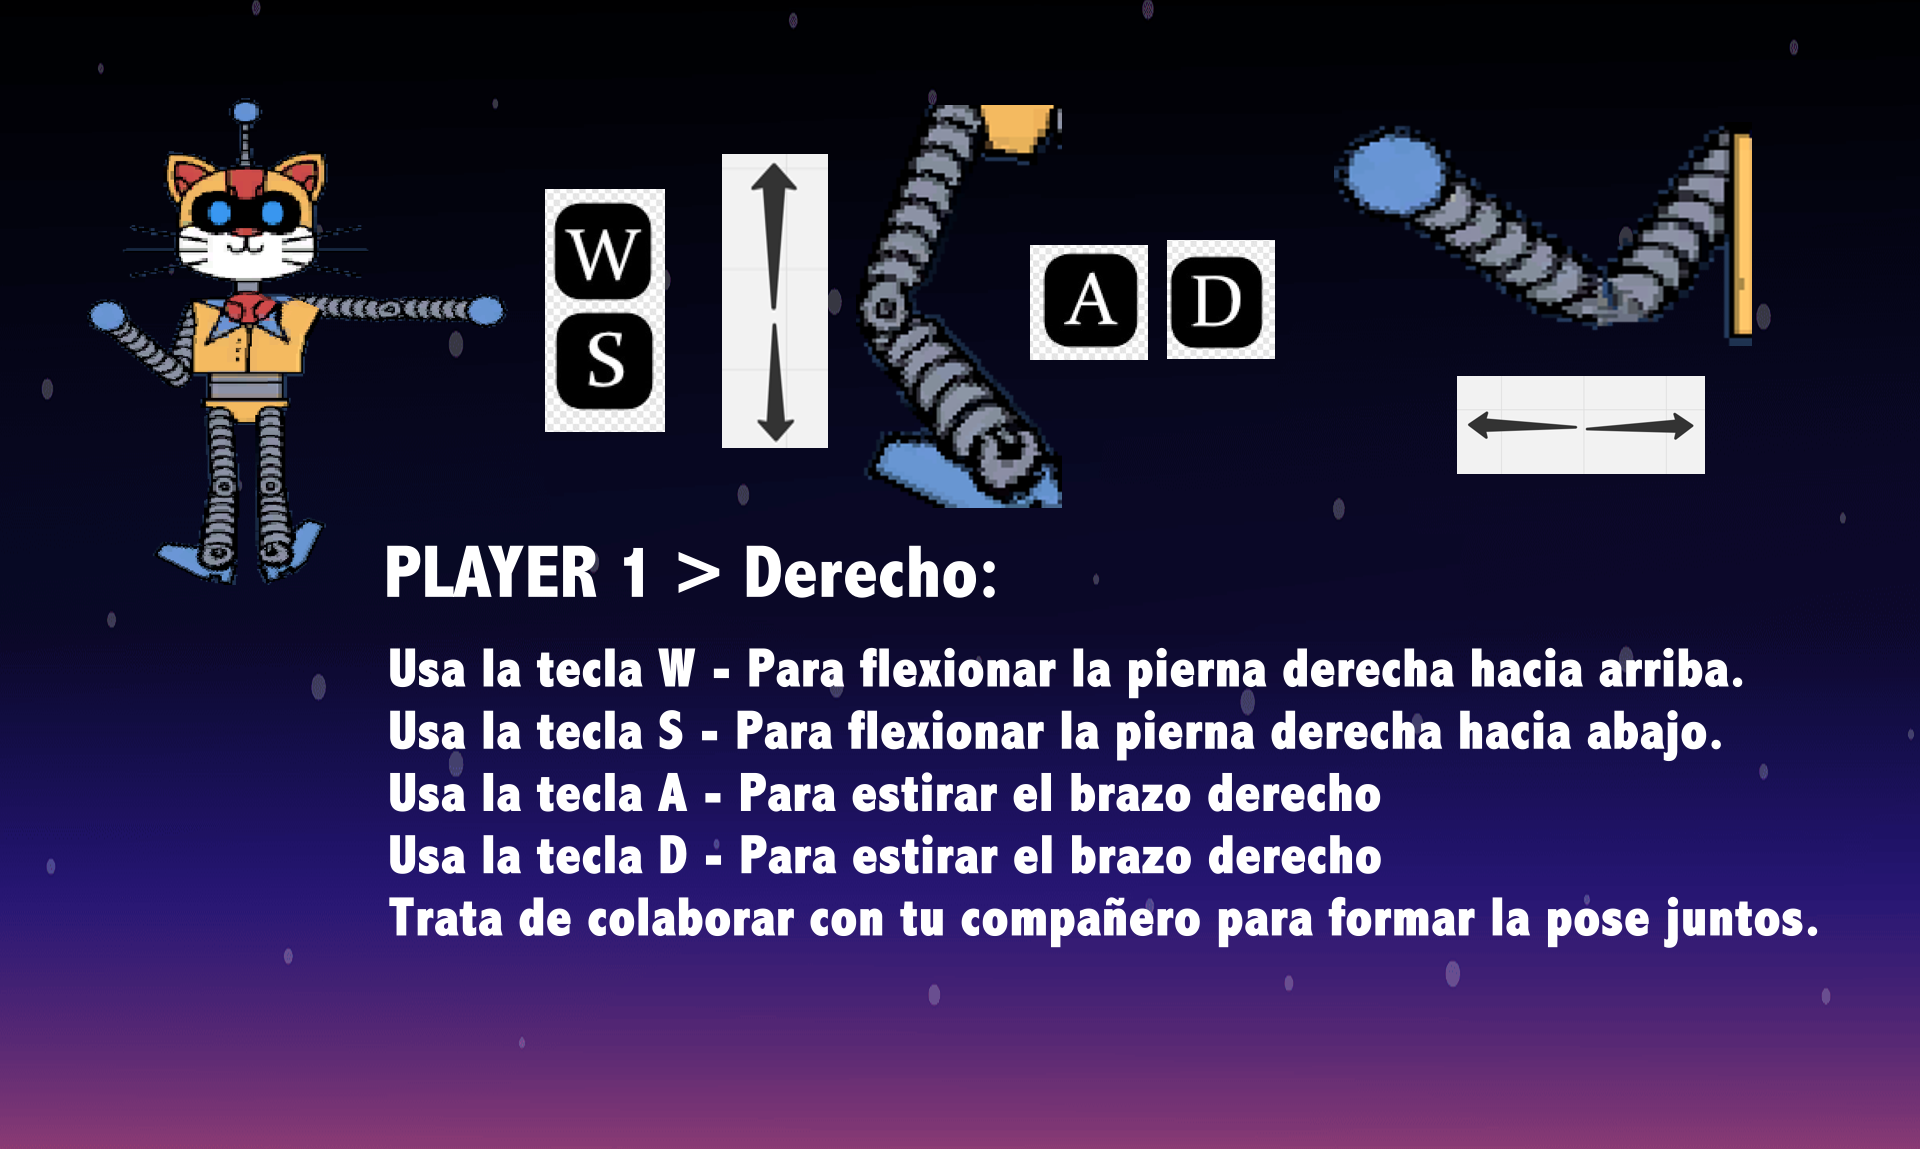 W
S
A D
PLAYER 1 > Derecho:
Usa la tecla W - Para flexionar la pierna derecha hacia arriba.
Usa la tecla S - Para flexionar la pierna derecha hacia abajo.
Usa la tecla A - Para estirar el brazo derecho
Usa la tecla D - Para estirar el brazo derecho
Trata de colaborar con tu compañero para formar la pose juntos.